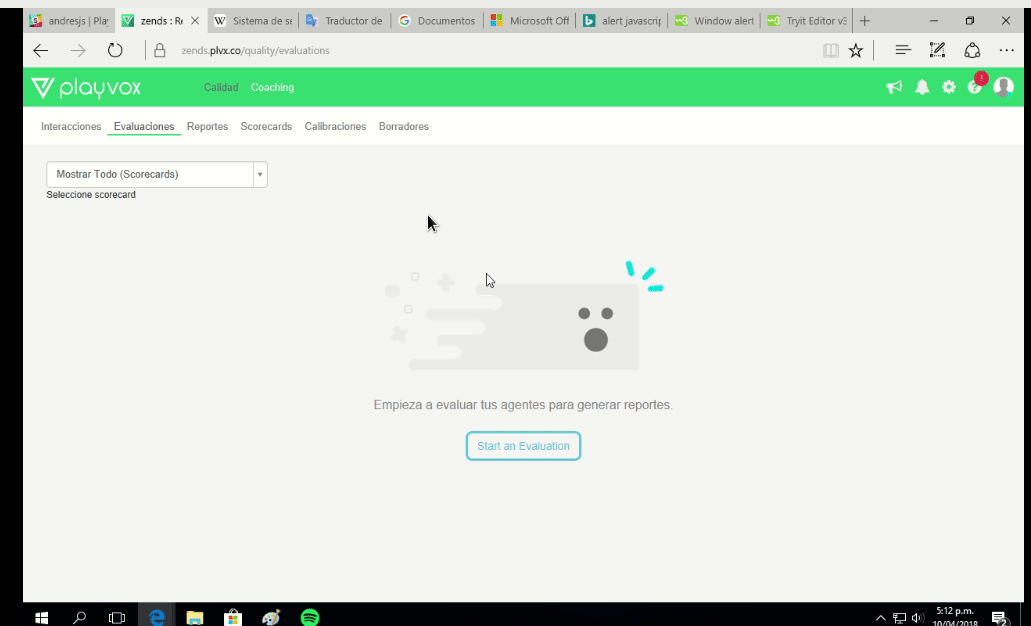 andresjs | Pla
zends : Re
Sistema de se
Traductor de
Documentos
Microsoft Off
alert javascrip
Window alert
Tryit Editor v3
zends.plvx.co/quality/evaluations
playvox
Calidad
Coaching
Interacciones
Evaluaciones
Reportes
Scorecards
Calibraciones
Borradores
Mostrar Todo (Scorecards)
Seleccione scorecard
Empieza a evaluar tus agentes para generar reportes.
Start an Evaluation
5:12 p.m.
10/04/2018